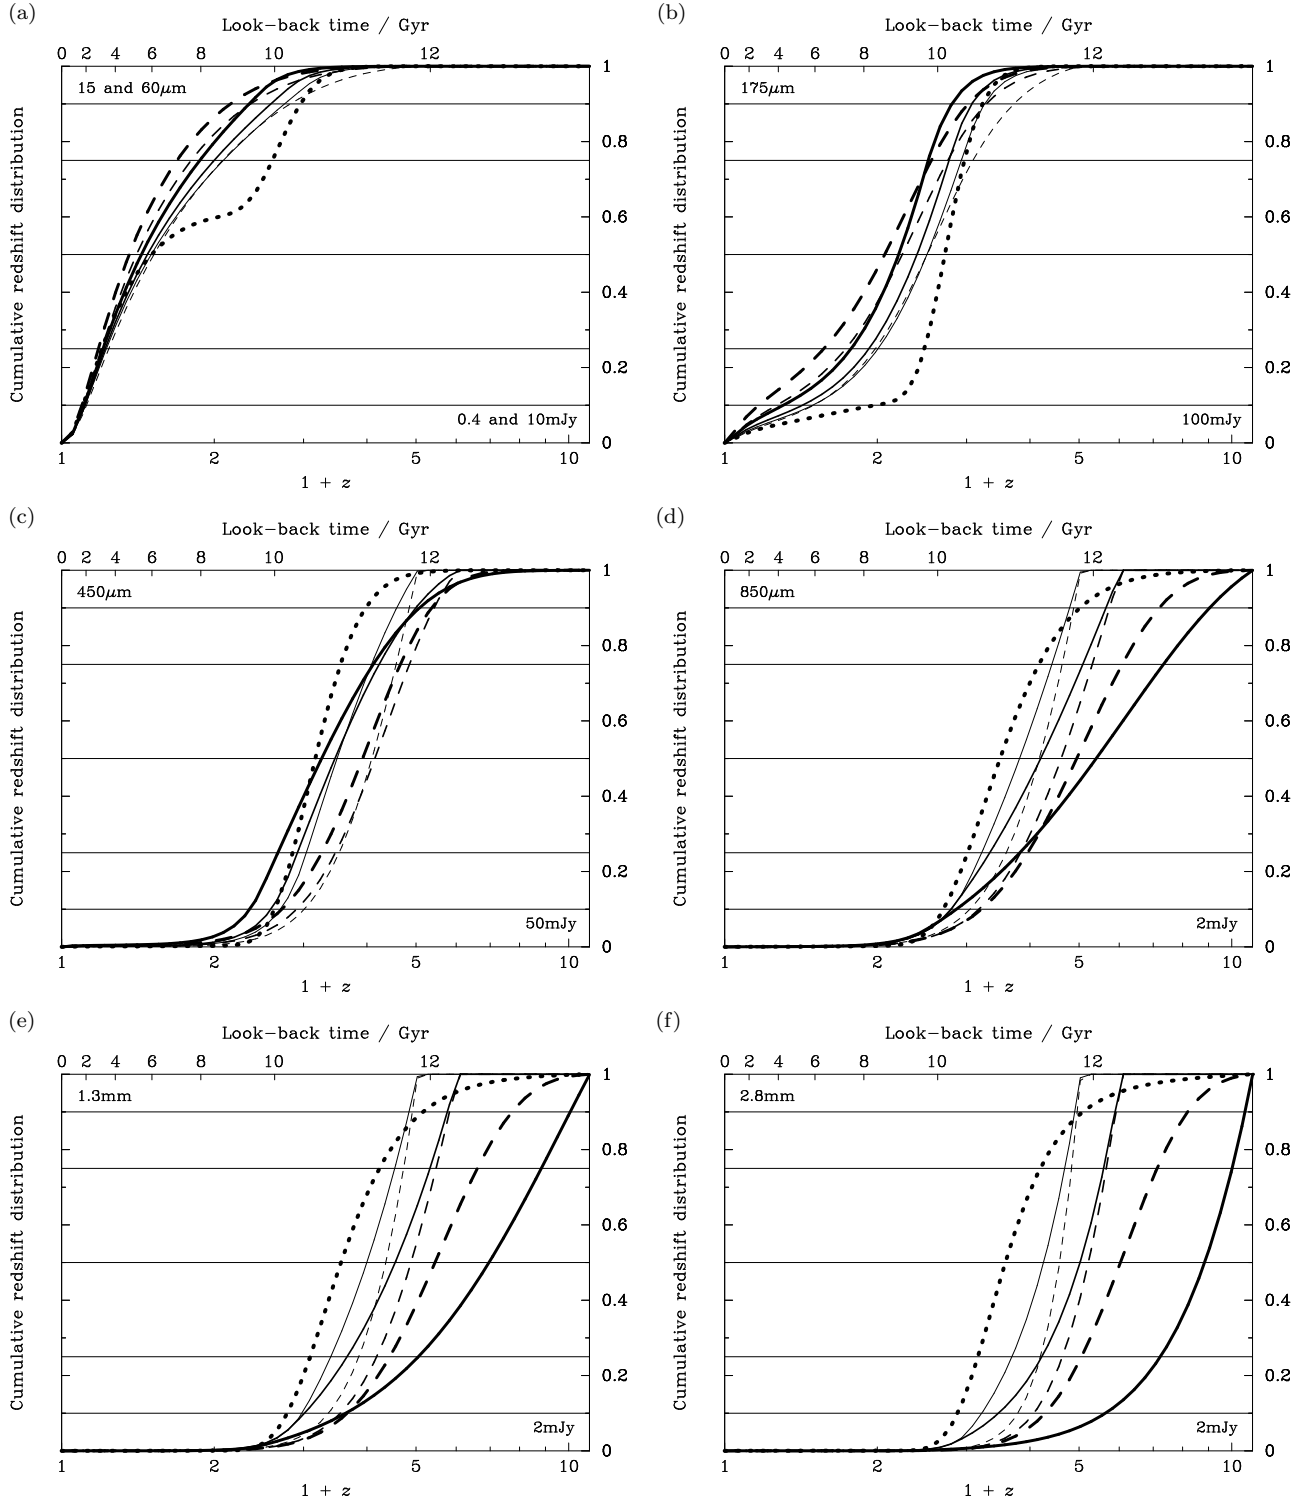 (a)
Look-back time / Gyr
0 2 4 6 8 10 12
15 and 60μm
Cumulative redshift distribution
1
0.8
0.6
0.4
0.2
0
0.4 and 10mJy
1 2 5 10
1 + z
(b)
Look-back time / Gyr
0 2 4 6 8 10 12
175μm
Cumulative redshift distribution
1
0.8
0.6
0.4
0.2
0
100mJy
1 2 5 10
1 + z
(c)
Look-back time / Gyr
0 2 4 6 8 10 12
450μm
Cumulative redshift distribution
1
0.8
0.6
0.4
0.2
0
50mJy
1 2 5 10
1 + z
(d)
Look-back time / Gyr
0 2 4 6 8 10 12
850μm
Cumulative redshift distribution
1
0.8
0.6
0.4
0.2
0
2mJy
1 2 5 10
1 + z
(e)
Look-back time / Gyr
0 2 4 6 8 10 12
1.3mm
Cumulative redshift distribution
1
0.8
0.6
0.4
0.2
0
2mJy
1 2 5 10
1 + z
(f)
Look-back time / Gyr
0 2 4 6 8 10 12
2.8mm
Cumulative redshift distribution
1
0.8
0.6
0.4
0.2
0
2mJy
1 2 5 10
1 + z